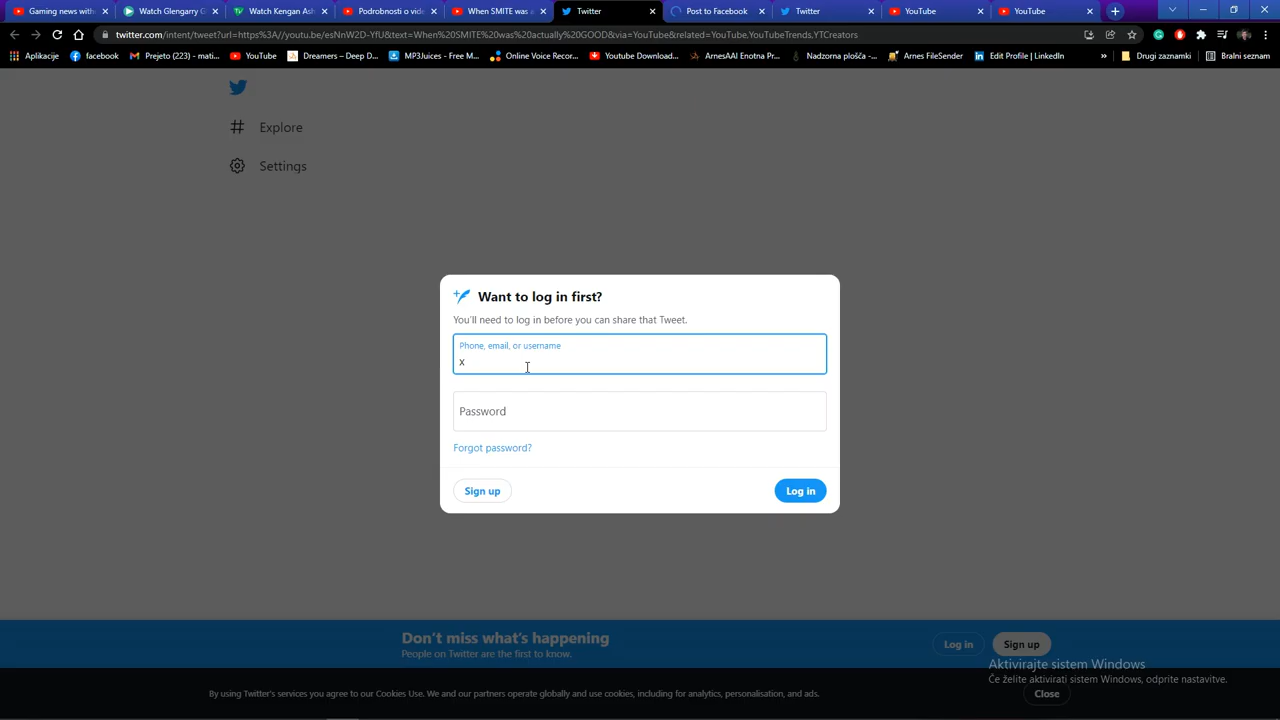 Gaming news with
Watch Glengarry G
Watch Kengan Ash
Podrobnosti o vide
When SMITE was a
Twitter
Post to Facebook
Twitter
YouTube
YouTube
twitter.com/intent/tweet?url=https%3A//youtu.be/esNnW2D-YfU&text=When%20SMITE%20was%20actually%20GOOD&via=YouTube&related=YouTube,YouTubeTrends,YTCreators
Aplikacije
facebook
Prejeto (223) - mati...
YouTube
Dreamers – Deep D...
MP3Juices - Free M...
Online Voice Recor...
Youtube Download...
ArnesAAI Enotna Pr...
Nadzorna plošča -...
Arnes FileSender
Edit Profile | LinkedIn
»
Drugi zaznamki
Bralni seznam
Explore
Settings
Want to log in first?
You'll need to log in before you can share that Tweet.
Phone, email, or username
x
Password
Forgot password?
Sign up
Log in
Don't miss what's happening
People on Twitter are the first to know.
Log in
Sign up
Aktivirajte sistem Windows
Če želite aktivirati sistem Windows, odprite nastavitve.
By using Twitter's services you agree to our Cookies Use. We and our partners operate globally and use cookies, including for analytics, personalisation, and ads.
Close